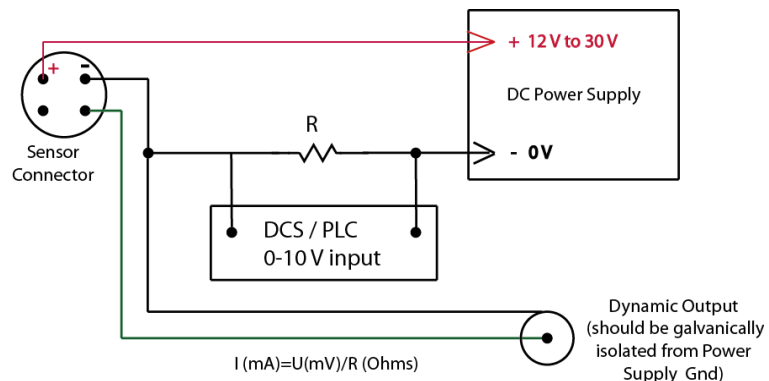 + 12 V to 30 V
+
-
DC Power Supply
R
Sensor
Connector
- 0V
DCS / PLC
0-10 V input
Dynamic Output
(should be galvanically
isolated from Power
Supply Gnd)
I (mA)=U(mV)/R (Ohms)